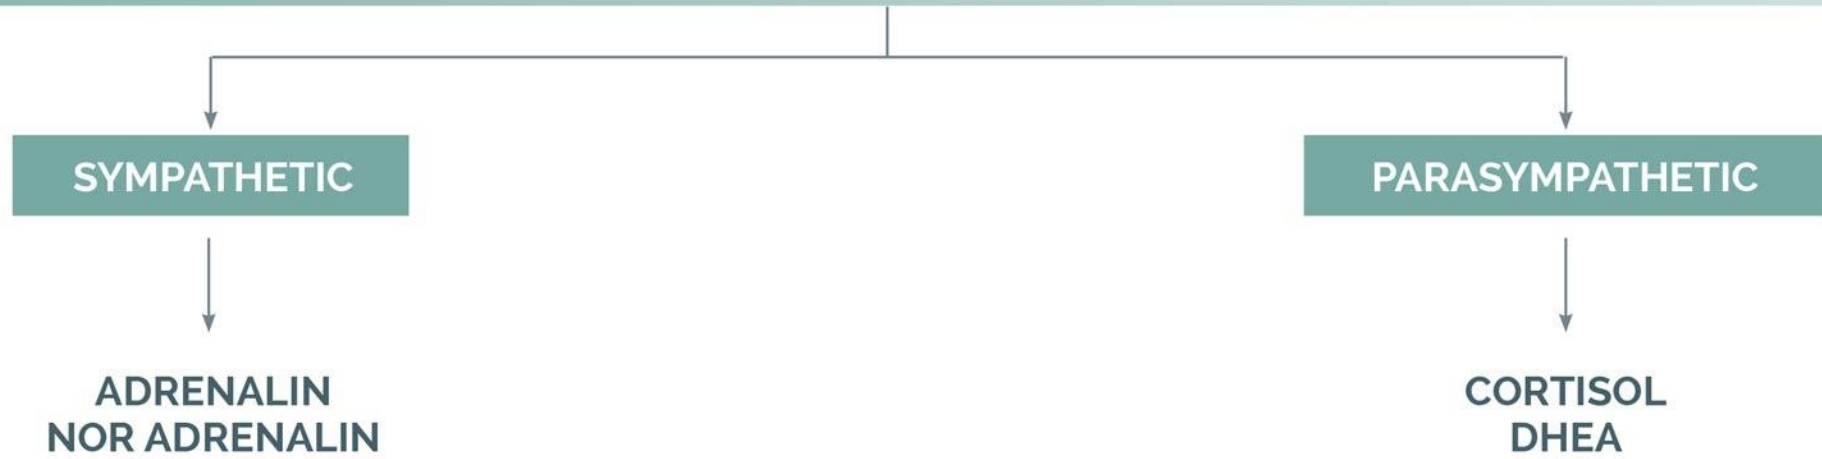 SYMPATHETIC
PARASYMPATHETIC
ADRENALIN
NOR ADRENALIN
CORTISOL
DHEA